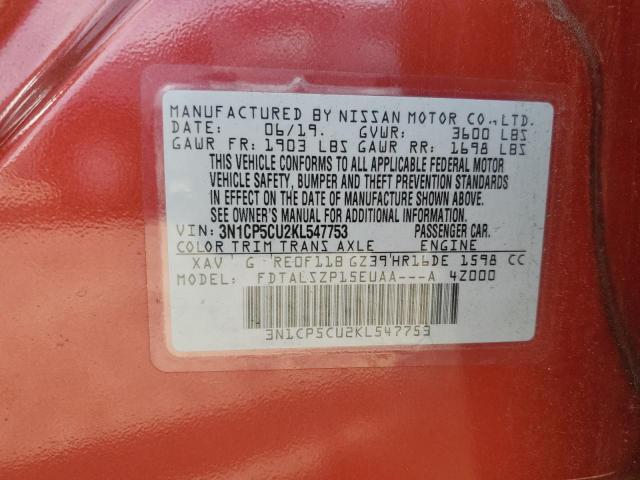 MANUFACTURED BY NISSAN MOTOR CO.,LTD.
DATE: 06/19. GVWR: 3600 LBS
GAWR FR: 1903 LBS GAWR RR: 1698 LBS
THIS VEHICLE CONFORMS TO ALL APPLICABLE FEDERAL MOTOR
VEHICLE SAFETY, BUMPER AND THEFT PREVENTION STANDARDS
IN EFFECT ON THE DATE OF MANUFACTURE SHOWN ABOVE.
SEE OWNER'S MANUAL FOR ADDITIONAL INFORMATION.
VIN: 3N1CP5CU2KL547753 PASSENGER CAR.
COLOR TRIM TRANS AXLE ENGINE
XAV G RE0F11B GZ39 HR16DE 1598 CC
MODEL: FDTALSZP15EUAA---A 4Z000
3N1CP5CU2KL547753